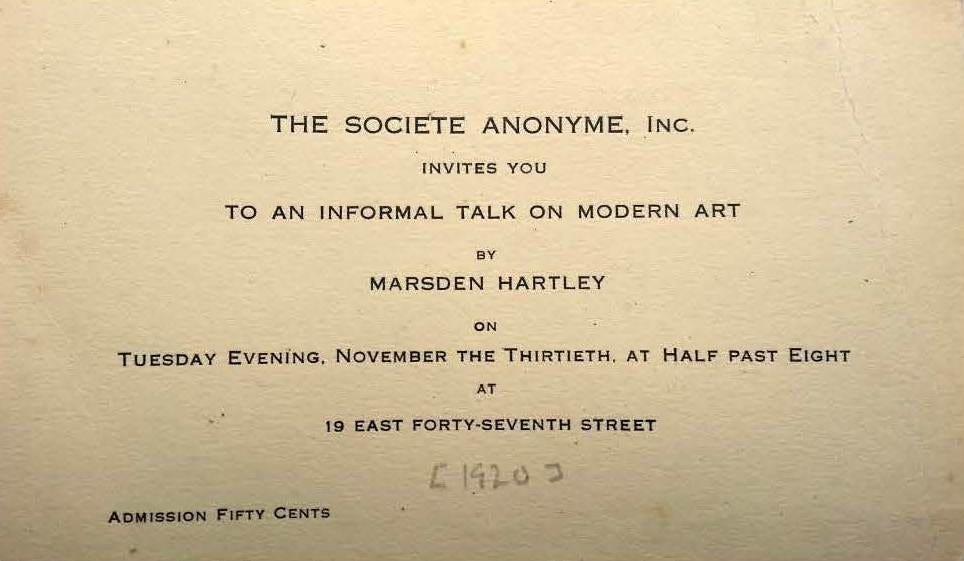 THE SOCIÉTÉ ANONYME, INC.
INVITES YOU
TO AN INFORMAL TALK ON MODERN ART
BY
MARSDEN HARTLEY
ON
TUESDAY EVENING, NOVEMBER THE THIRTIETH, AT HALF PAST EIGHT
AT
19 EAST FORTY-SEVENTH STREET
[1920]
ADMISSION FIFTY CENTS